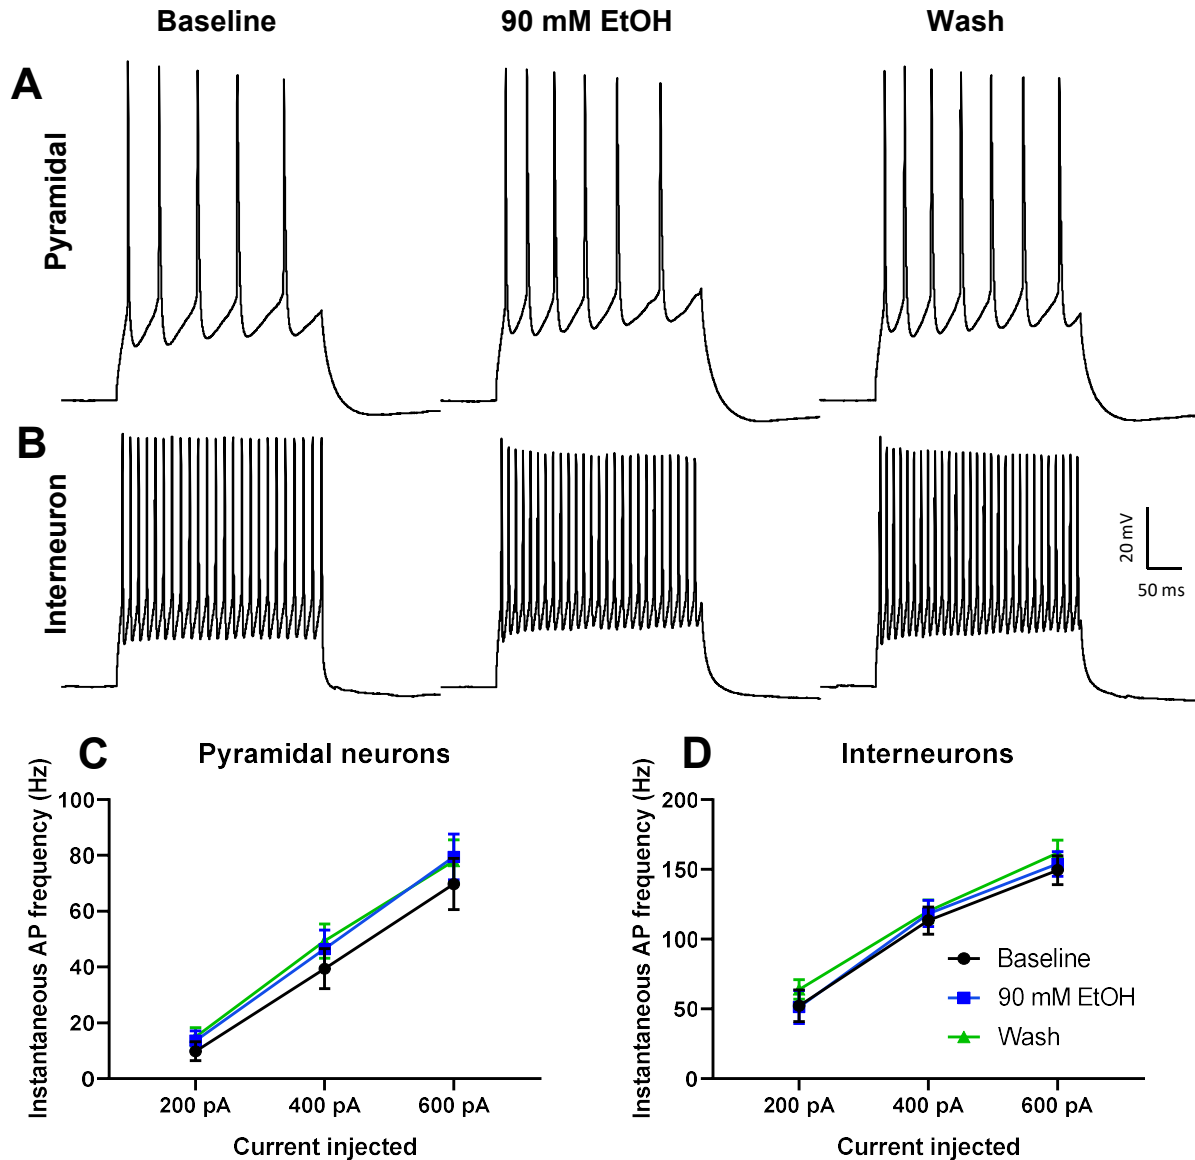 Baseline 90 mM EtOH Wash
A
Pyramidal
B
Interneuron
20 mV
50 ms
C Pyramidal neurons
Instantaneous AP frequency (Hz)
100
80
60
40
20
0
200 pA 400 pA 600 pA
Current injected
D Interneurons
Instantaneous AP frequency (Hz)
200
150
100
50
0
Baseline
90 mM EtOH
Wash
200 pA 400 pA 600 pA
Current injected